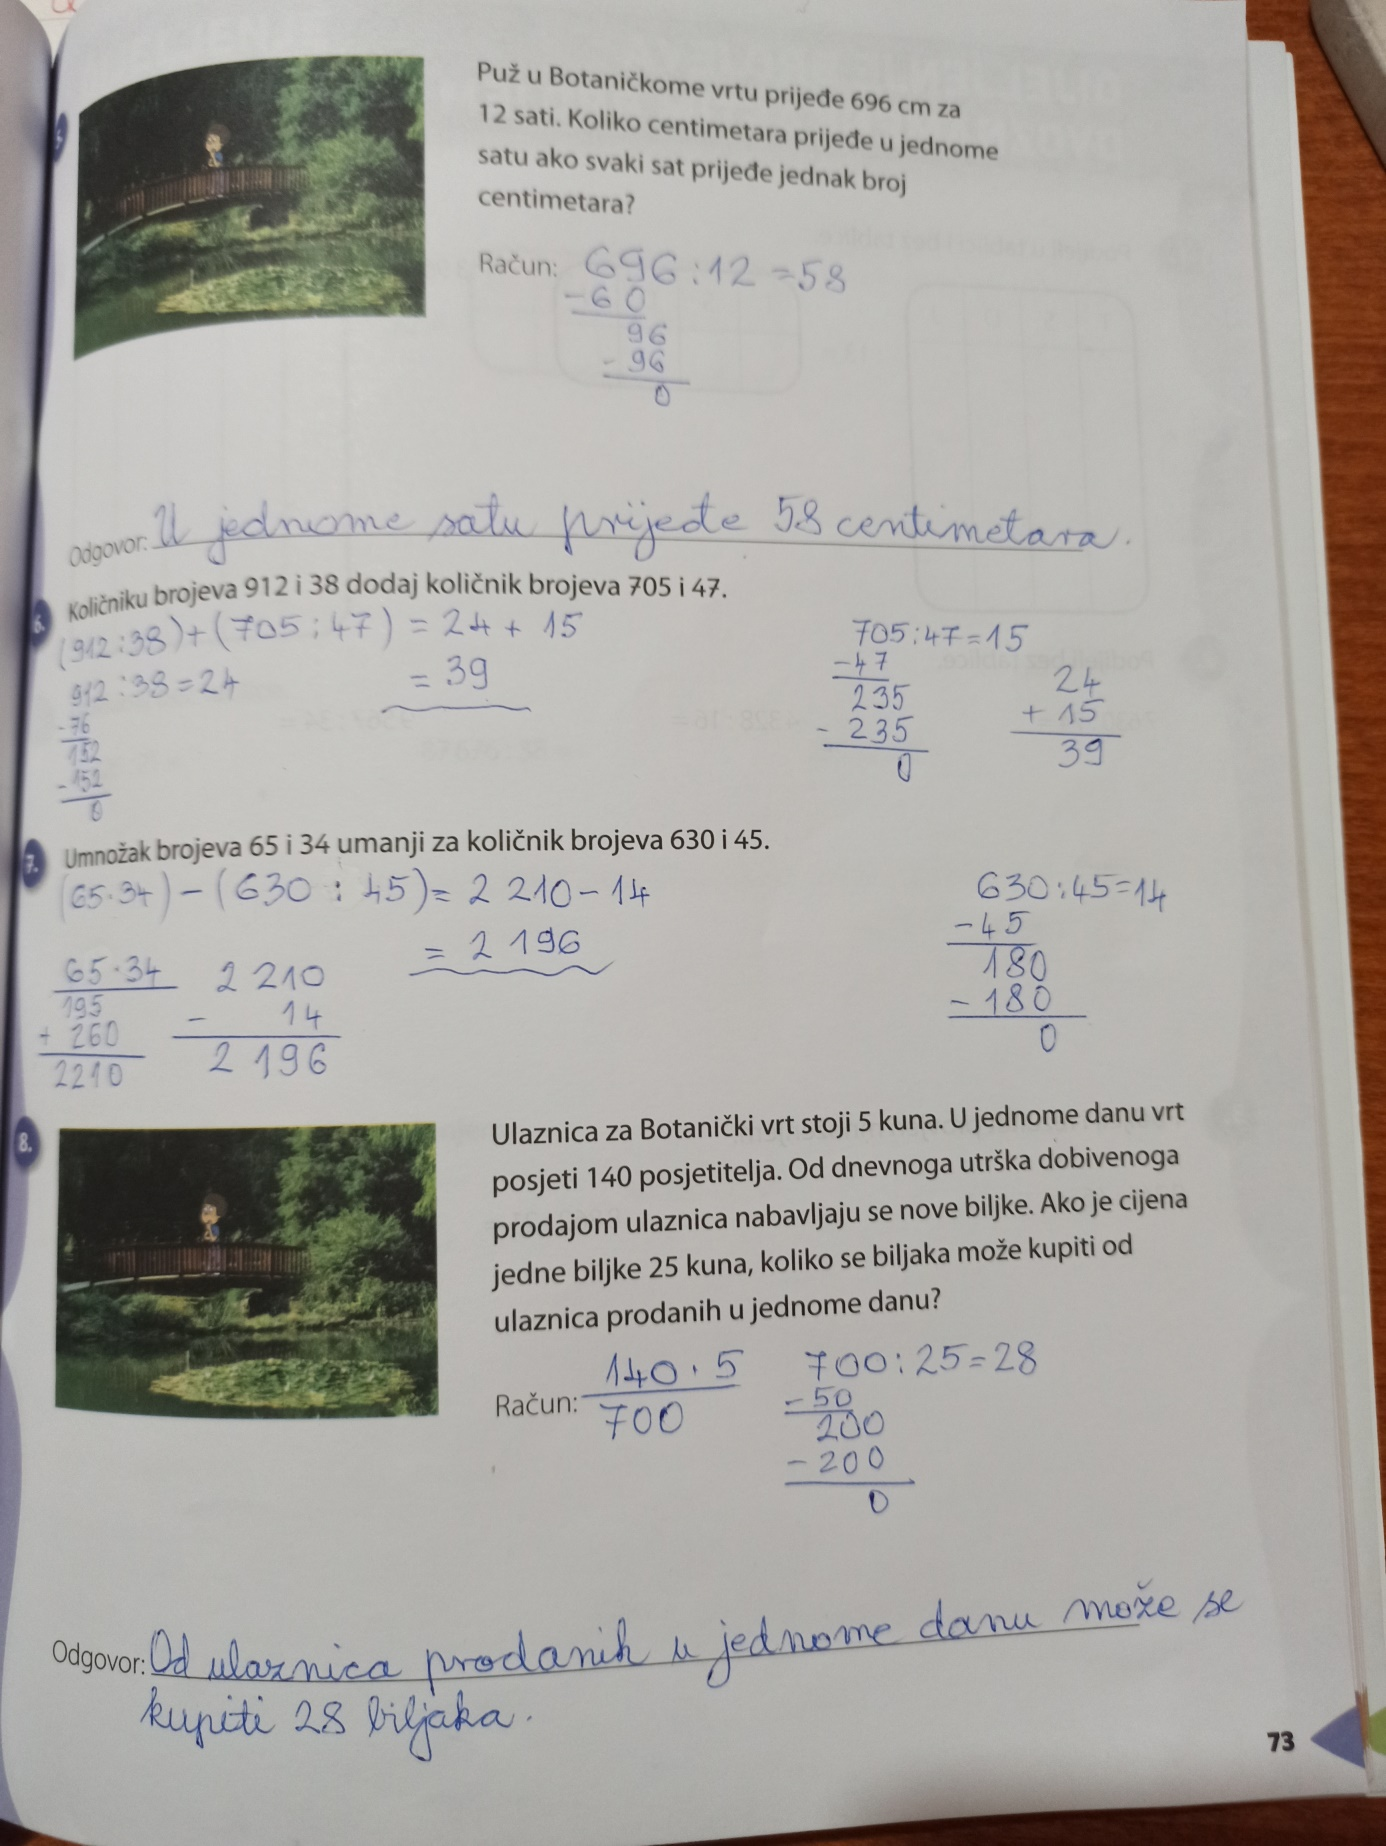 5.
Puž u Botaničkome vrtu prijeđe 696 cm za
12 sati. Koliko centimetara prijeđe u jednome
satu ako svaki sat prijeđe jednak broj
centimetara?
Račun: 696:12=58
-60
96
-96
0
Odgovor: U jednome satu prijeđe 58 centimetara.
6. Količniku brojeva 912 i 38 dodaj količnik brojeva 705 i 47.
(912:38)+(705:47) = 24 + 15
= 39
912:38=24
-76
152
-152
0
705:47=15
-47
235
-235
0
24
+ 15
39
7. Umnožak brojeva 65 i 34 umanji za količnik brojeva 630 i 45.
(65·34)-(630:45)= 2 210-14
= 2 196
65·34
195
+ 260
2210
2 210
- 14
2 196
630:45=14
-45
180
-180
0
8.
Ulaznica za Botanički vrt stoji 5 kuna. U jednome danu vrt
posjeti 140 posjetitelja. Od dnevnoga utrška dobivenoga
prodajom ulaznica nabavljaju se nove biljke. Ako je cijena
jedne biljke 25 kuna, koliko se biljaka može kupiti od
ulaznica prodanih u jednome danu?
Račun: 140·5
700
700:25=28
-50
200
-200
0
Odgovor: Od ulaznica prodanih u jednome danu može se
kupiti 28 biljaka.
73